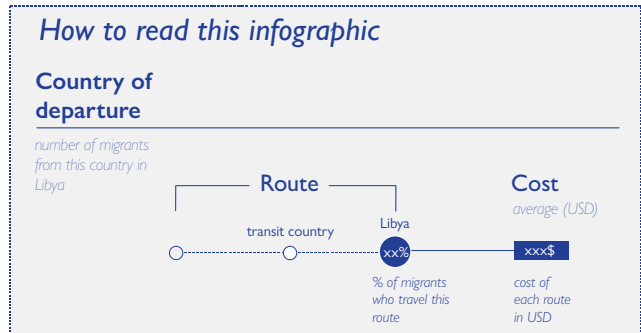 How to read this infographic
Country of
departure
number of migrants
from this country in
Libya
Route
Cost
average (USD)
transit country
Libya
xx%
xxx$
% of migrants
who travel this
route
cost of
each route
in USD